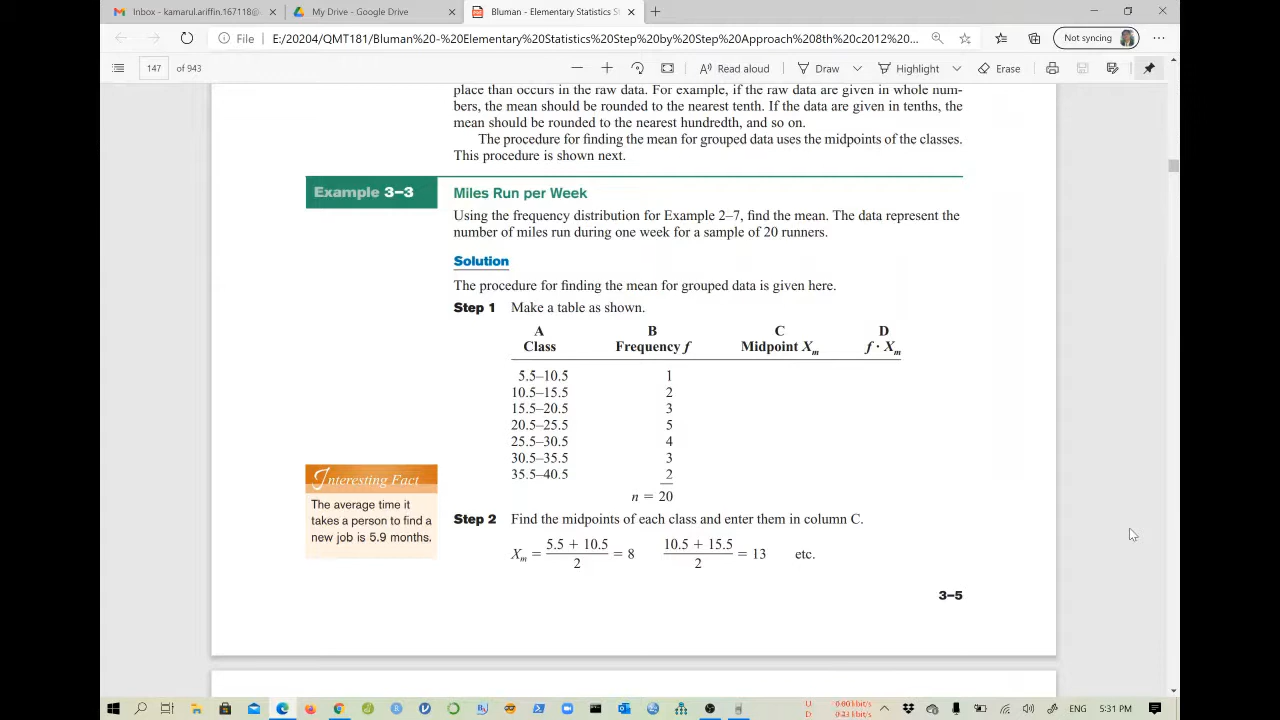 Inbox - kamarul.ariffin.167118@
My Drive - Google Drive
Bluman - Elementary Statistics S
File
E:/20204/QMT181/Bluman%20-%20Elementary%20Statistics%20Step%20by%20Step%20Approach%208th%20c2012%20...
Not syncing
147 of 943
Read aloud
Draw
Highlight
Erase
place than occurs in the raw data. For example, if the raw data are given in whole num-
bers, the mean should be rounded to the nearest tenth. If the data are given in tenths, the
mean should be rounded to the nearest hundredth, and so on.
The procedure for finding the mean for grouped data uses the midpoints of the classes.
This procedure is shown next.
Example 3–3
Miles Run per Week
Using the frequency distribution for Example 2–7, find the mean. The data represent the
number of miles run during one week for a sample of 20 runners.
Solution
The procedure for finding the mean for grouped data is given here.
Step 1 Make a table as shown.
A B C D
Class Frequency f Midpoint Xm f · Xm
5.5–10.5 1
10.5–15.5 2
15.5–20.5 3
20.5–25.5 5
25.5–30.5 4
30.5–35.5 3
35.5–40.5 2
n = 20
Interesting Fact
The average time it
takes a person to find a
new job is 5.9 months.
Step 2 Find the midpoints of each class and enter them in column C.
Xm = (5.5 + 10.5)/2 = 8 (10.5 + 15.5)/2 = 13 etc.
3–5
U: 0.00 kbit/s
D: 0.43 kbit/s
ENG
5:31 PM